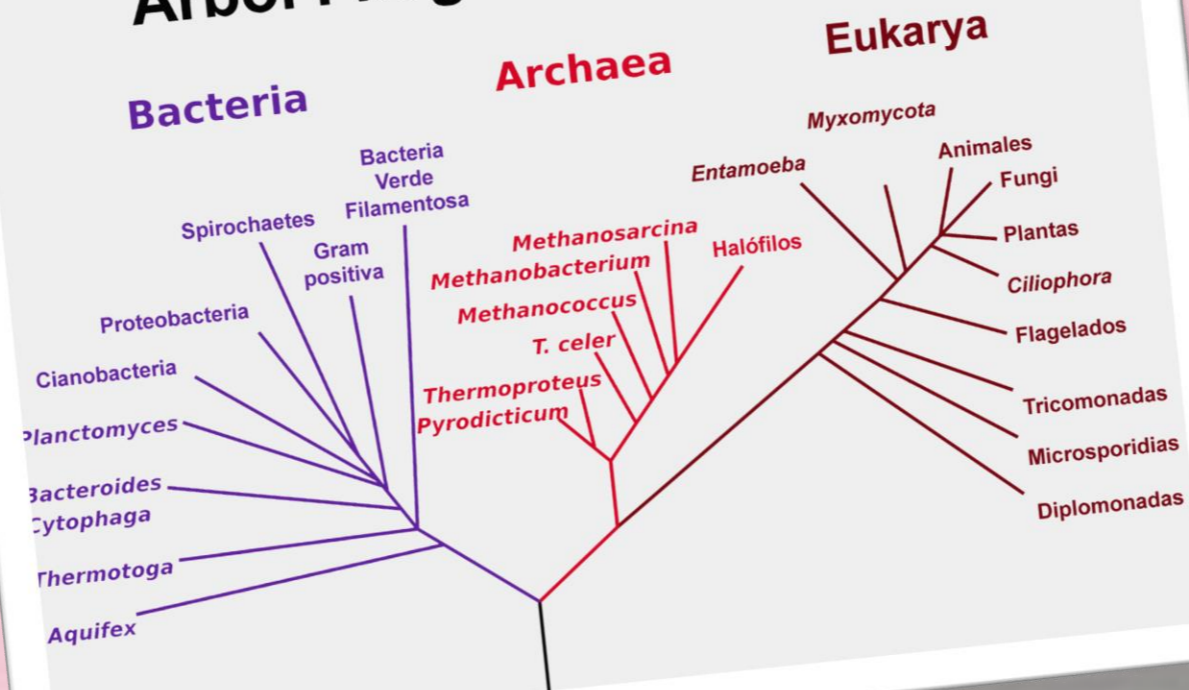 Bacteria
Archaea
Eukarya
Bacteria
Verde
Filamentosa
Spirochaetes
Gram
positiva
Proteobacteria
Cianobacteria
Planctomyces
Bacteroides
Cytophaga
Thermotoga
Aquifex
Methanosarcina
Methanobacterium
Halófilos
Methanococcus
T. celer
Thermoproteus
Pyrodicticum
Myxomycota
Entamoeba
Animales
Fungi
Plantas
Ciliophora
Flagelados
Tricomonadas
Microsporidias
Diplomonadas